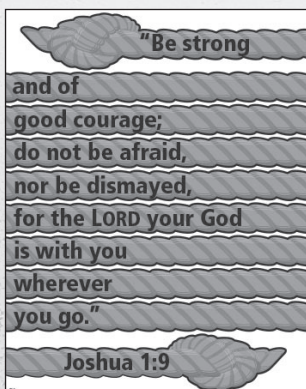 “Be strong
and of
good courage;
do not be afraid,
nor be dismayed,
for the LORD your God
is with you
wherever
you go.”
Joshua 1:9